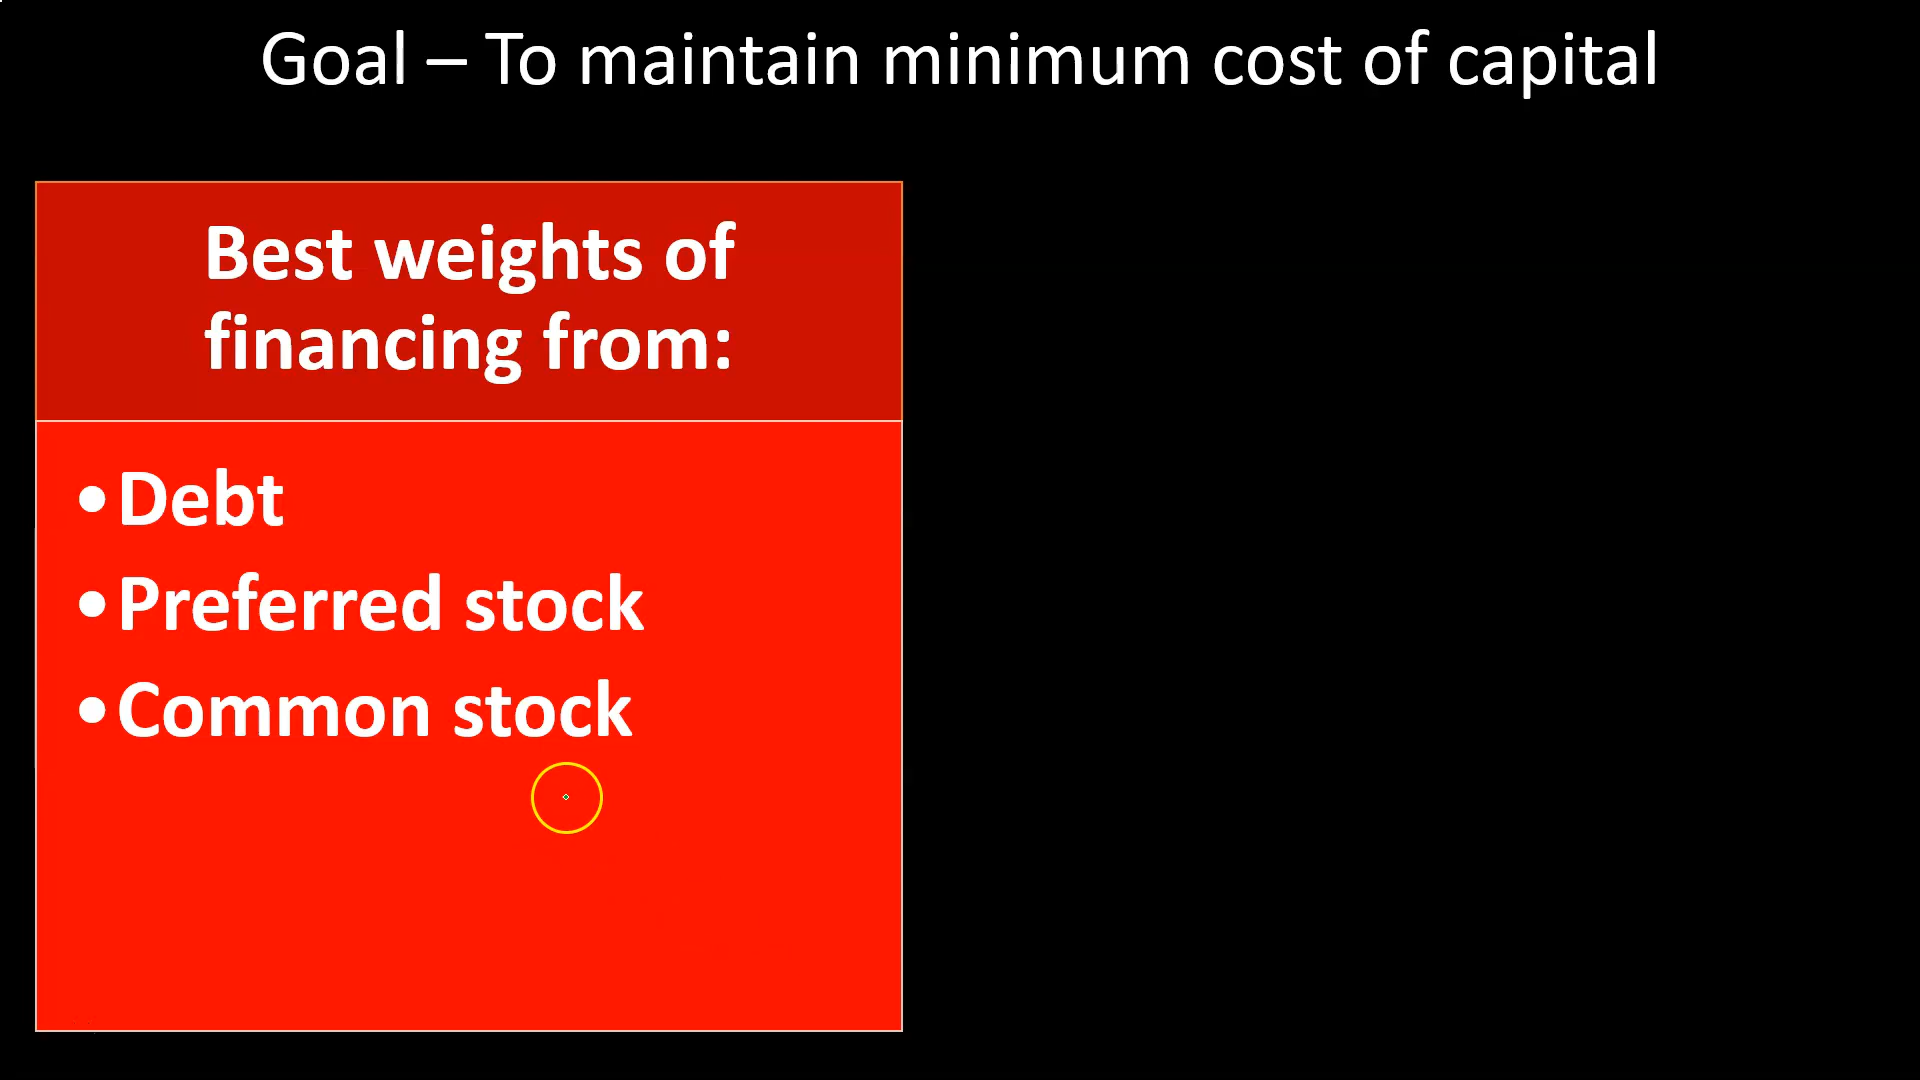 Goal – To maintain minimum cost of capital
Best weights of
financing from:
•Debt
•Preferred stock
•Common stock